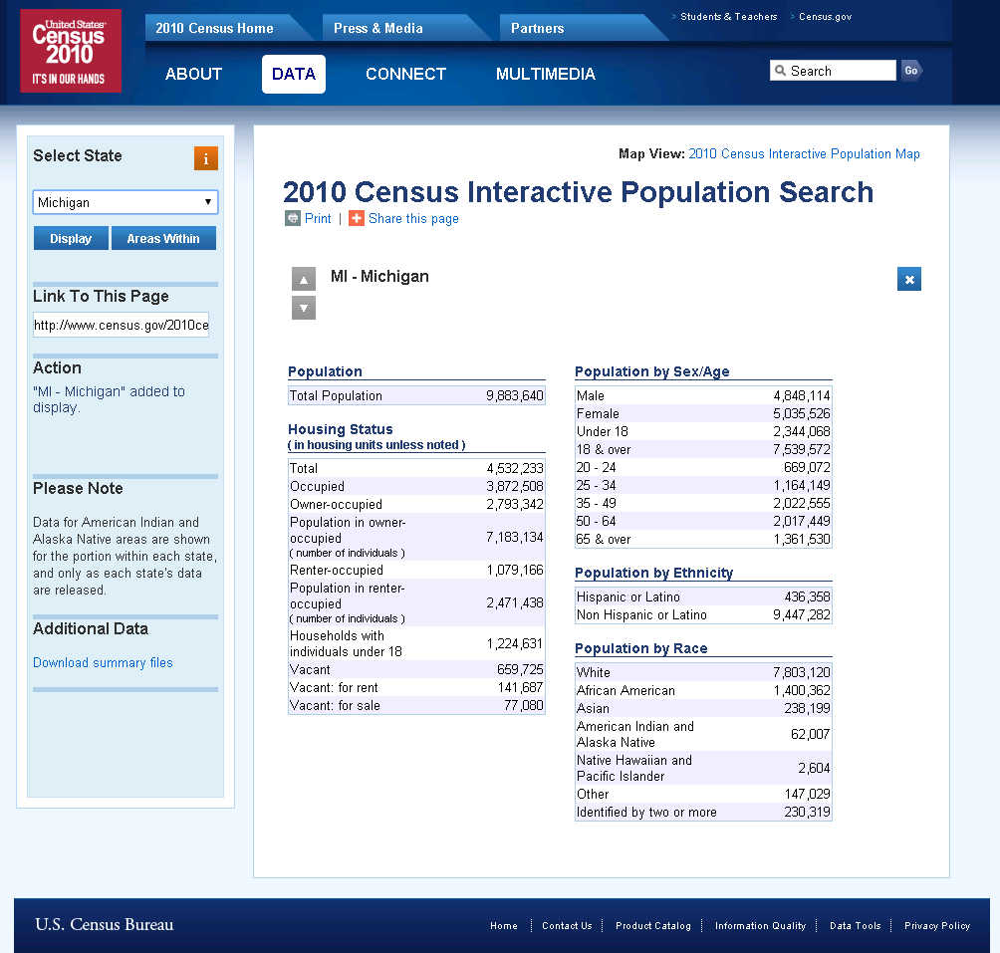 United States
Census
2010
IT'S IN OUR HANDS
2010 Census Home
Press & Media
Partners
> Students & Teachers > Census.gov
ABOUT
DATA
CONNECT
MULTIMEDIA
Search
Go
Select State
i
Michigan
Display
Areas Within
Link To This Page
http://www.census.gov/2010ce
Action
"MI - Michigan" added to
display.
Please Note
Data for American Indian and
Alaska Native areas are shown
for the portion within each state,
and only as each state's data
are released.
Additional Data
Download summary files
Map View: 2010 Census Interactive Population Map
2010 Census Interactive Population Search
Print | Share this page
MI - Michigan
Population
Total Population 9,883,640
Housing Status
( in housing units unless noted )
Total 4,532,233
Occupied 3,872,508
Owner-occupied 2,793,342
Population in owner-
occupied 7,183,134
( number of individuals )
Renter-occupied 1,079,166
Population in renter-
occupied 2,471,438
( number of individuals )
Households with
individuals under 18 1,224,631
Vacant 659,725
Vacant: for rent 141,687
Vacant: for sale 77,080
Population by Sex/Age
Male 4,848,114
Female 5,035,526
Under 18 2,344,068
18 & over 7,539,572
20 - 24 669,072
25 - 34 1,164,149
35 - 49 2,022,555
50 - 64 2,017,449
65 & over 1,361,530
Population by Ethnicity
Hispanic or Latino 436,358
Non Hispanic or Latino 9,447,282
Population by Race
White 7,803,120
African American 1,400,362
Asian 238,199
American Indian and
Alaska Native 62,007
Native Hawaiian and
Pacific Islander 2,604
Other 147,029
Identified by two or more 230,319
U.S. Census Bureau
Home
Contact Us
Product Catalog
Information Quality
Data Tools
Privacy Policy